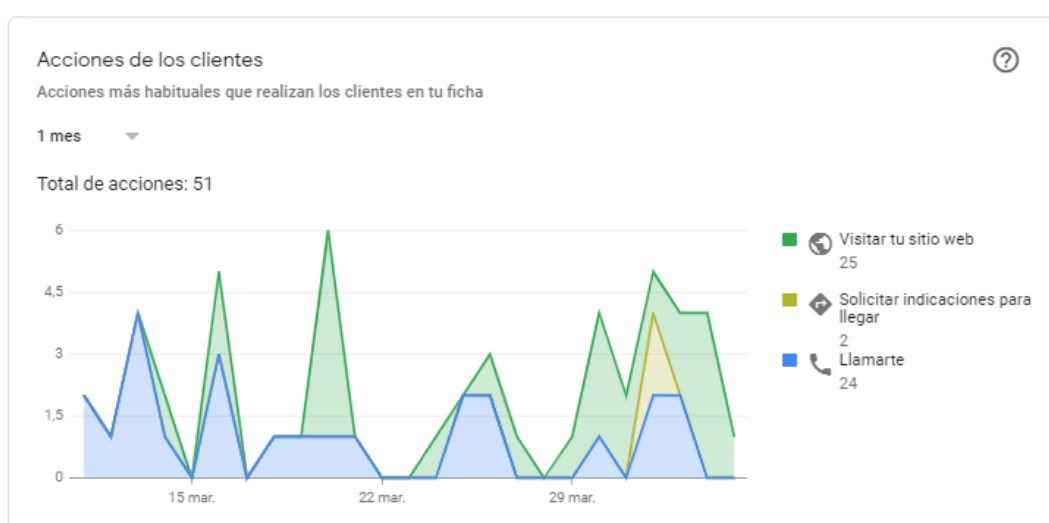 Acciones de los clientes
Acciones más habituales que realizan los clientes en tu ficha
1 mes
Total de acciones: 51
6
4,5
3
1,5
0
15 mar.
22 mar.
29 mar.
Visitar tu sitio web
25
Solicitar indicaciones para
llegar
2
Llamarte
24